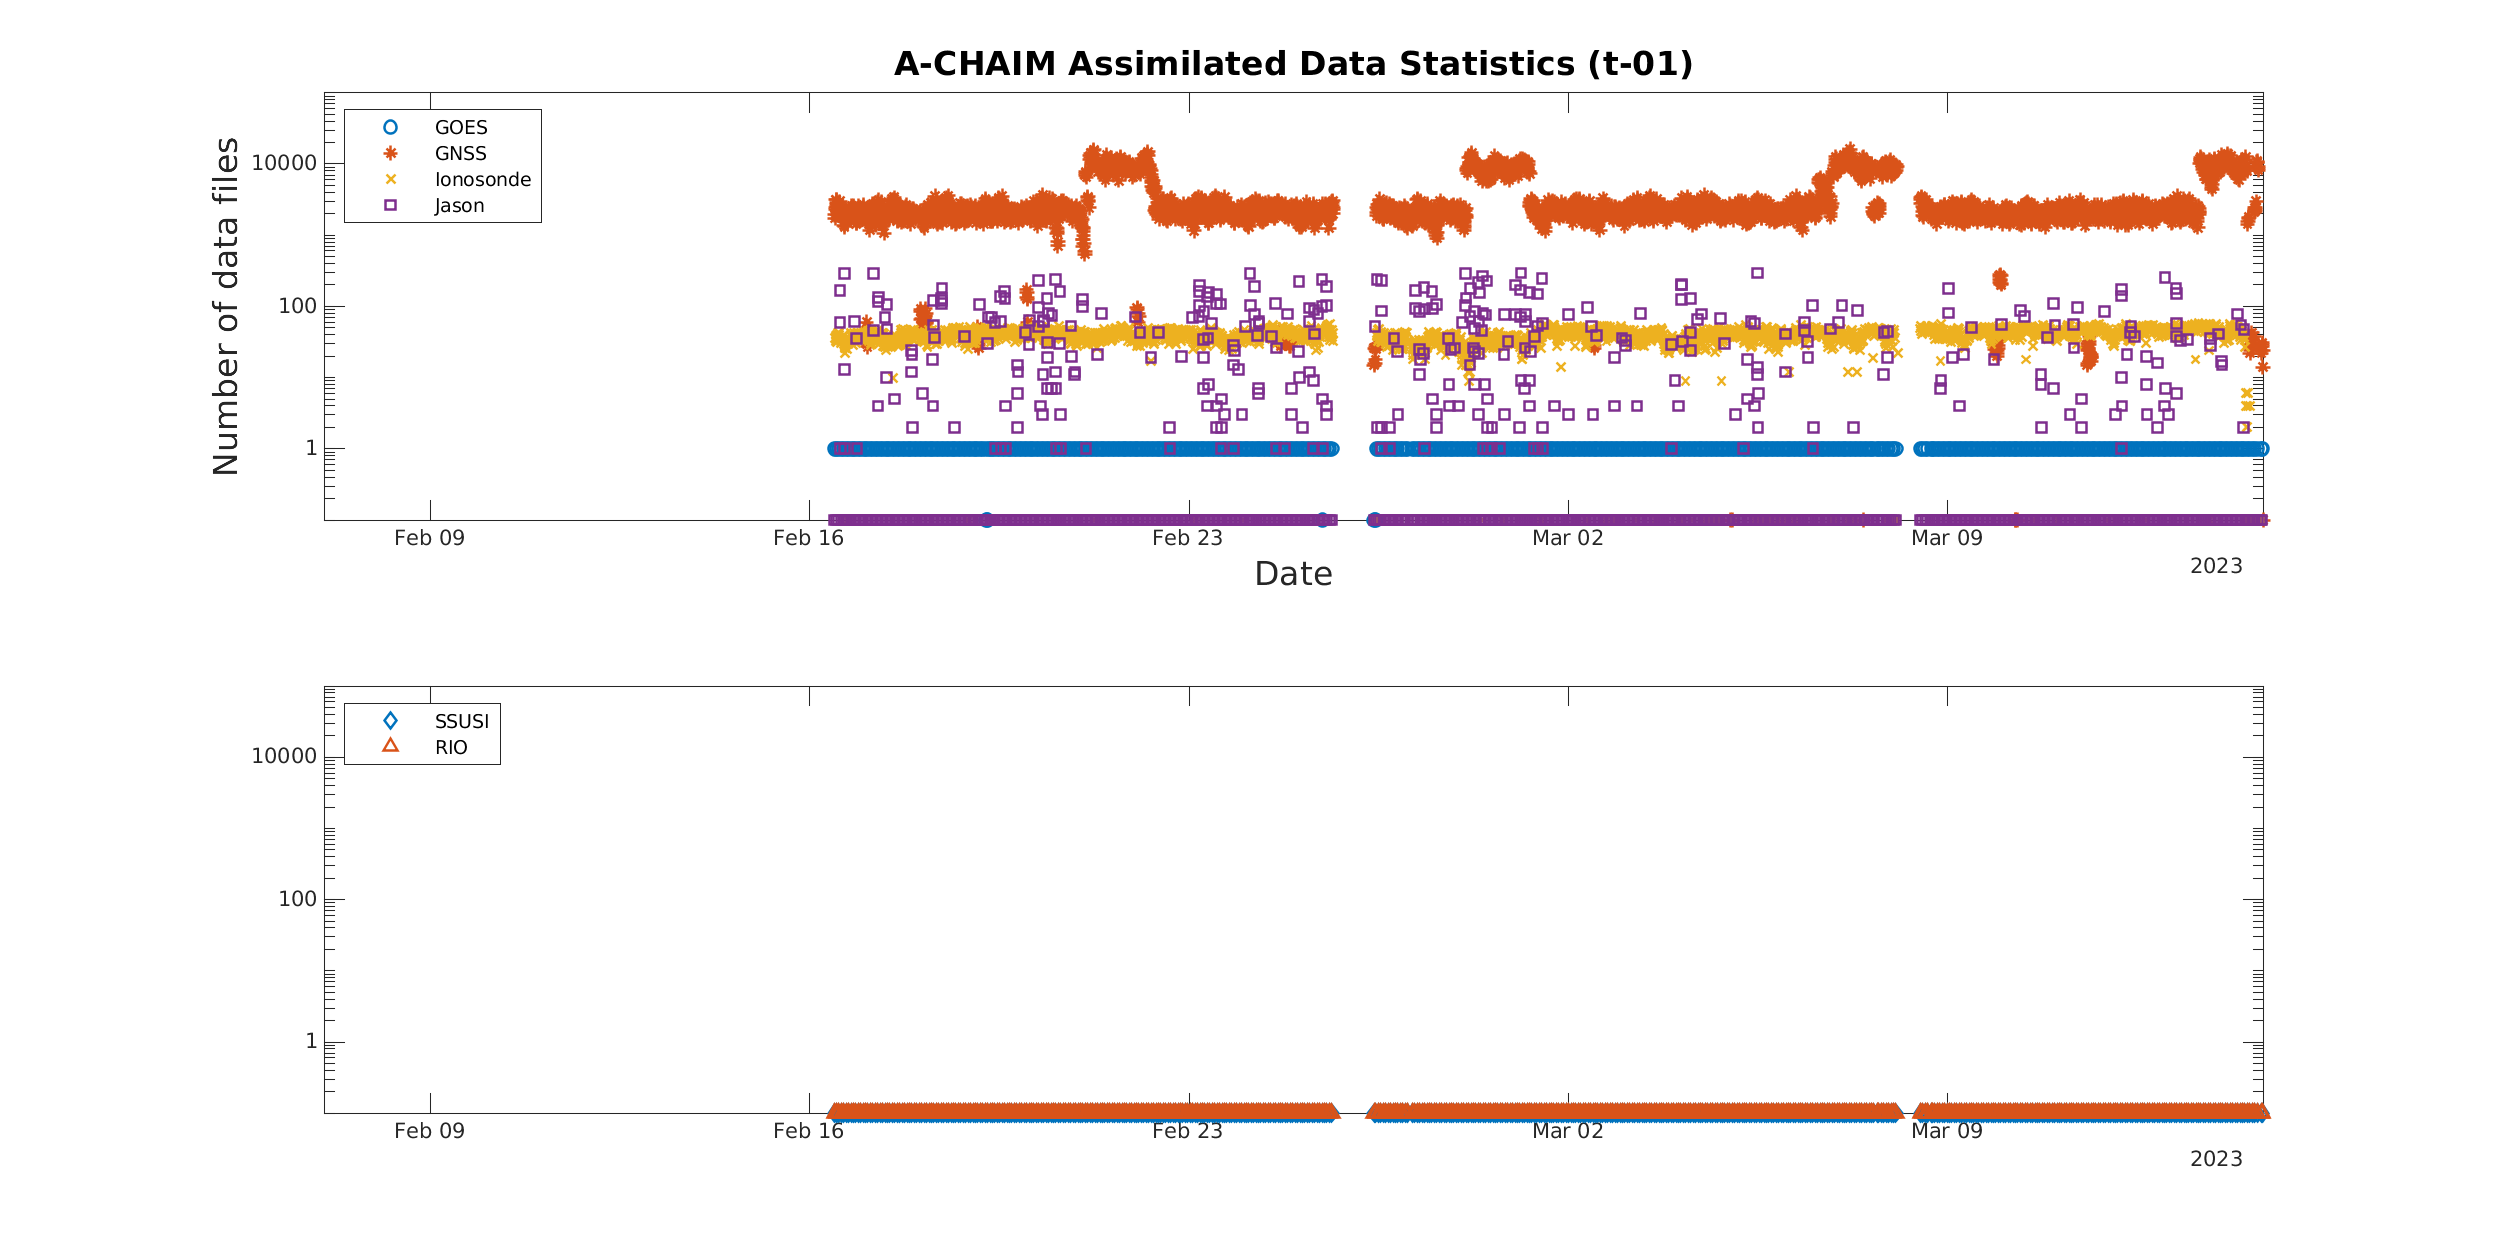 A-CHAIM Assimilated Data Statistics (t-01)
Number of data files
10000
100
1
GOES
GNSS
Ionosonde
Jason
Feb 09
Feb 16
Feb 23
Mar 02
Mar 09
2023
Date
10000
100
1
SSUSI
RIO
Feb 09
Feb 16
Feb 23
Mar 02
Mar 09
2023